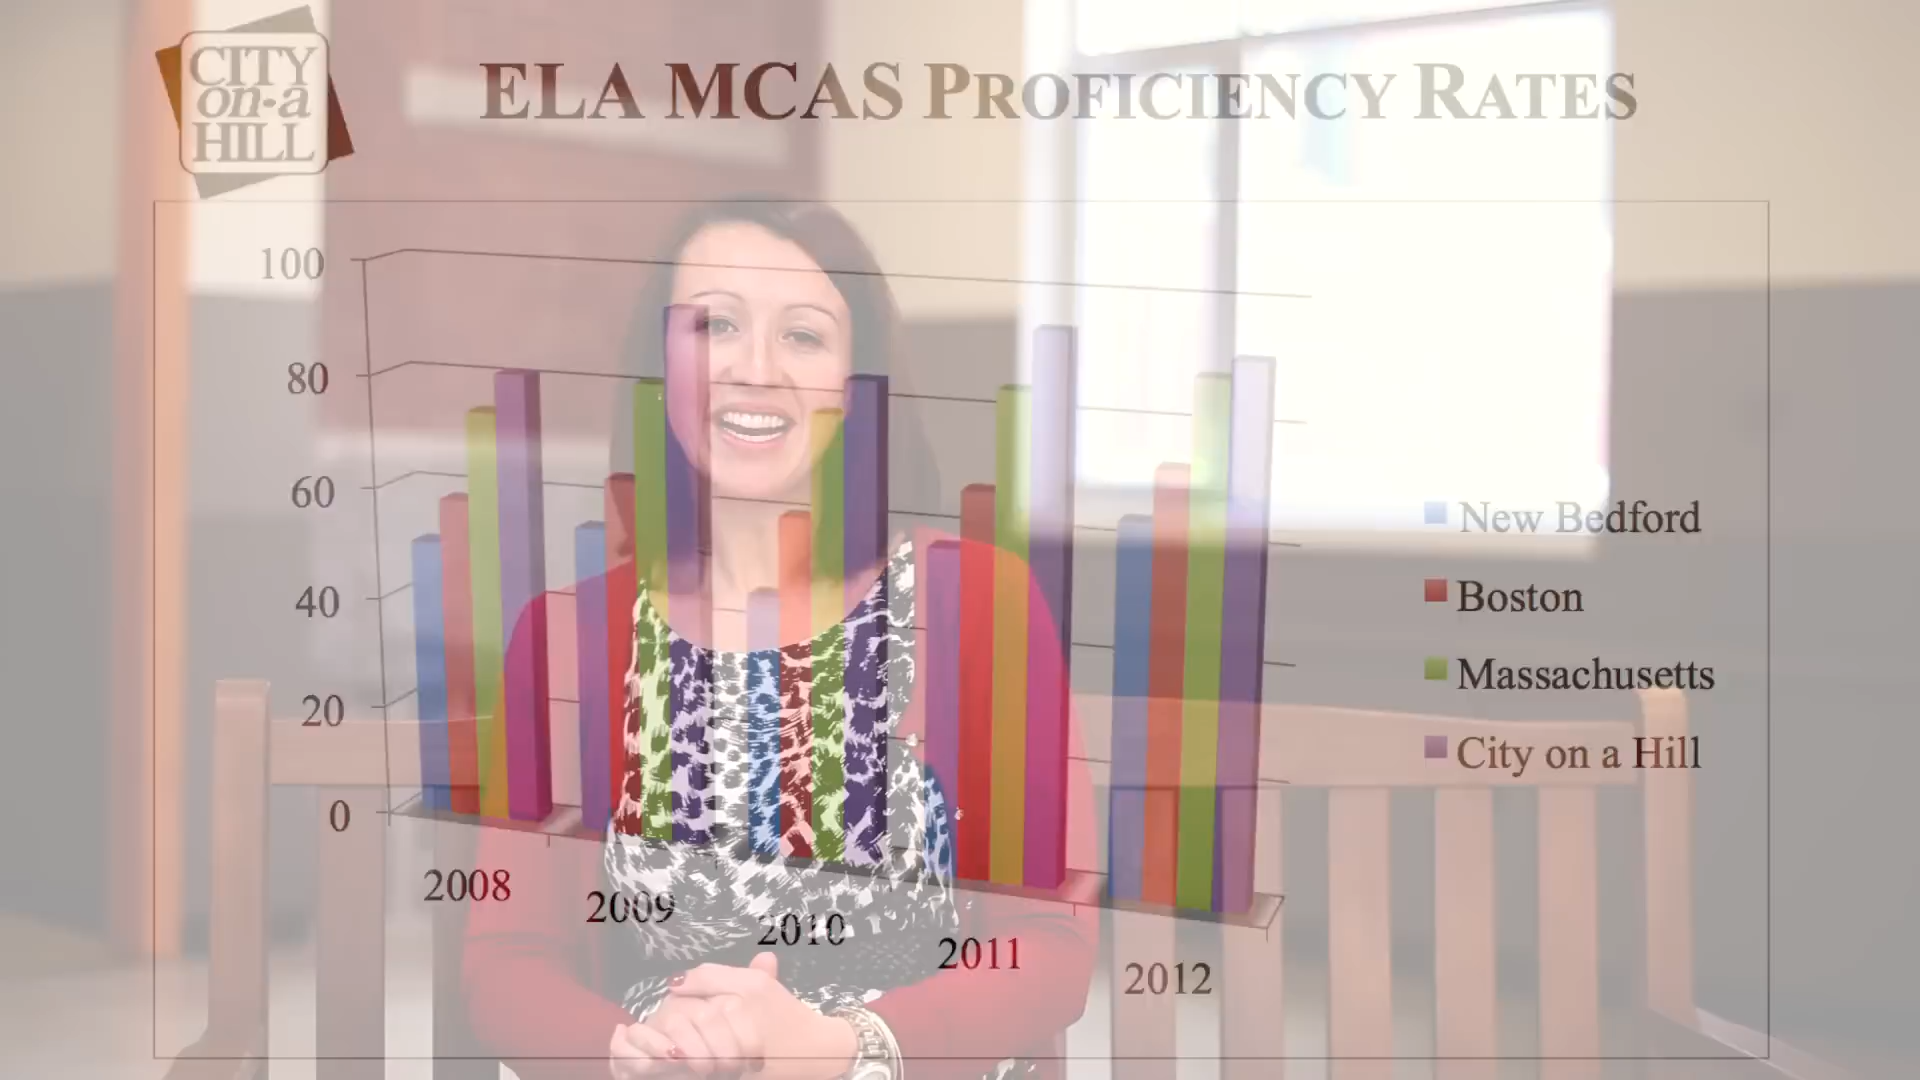 CITY
on-a
HILL
ELA MCAS PROFICIENCY RATES
100
80
60
40
20
0
2008
2009
2010
2011
2012
New Bedford
Boston
Massachusetts
City on a Hill